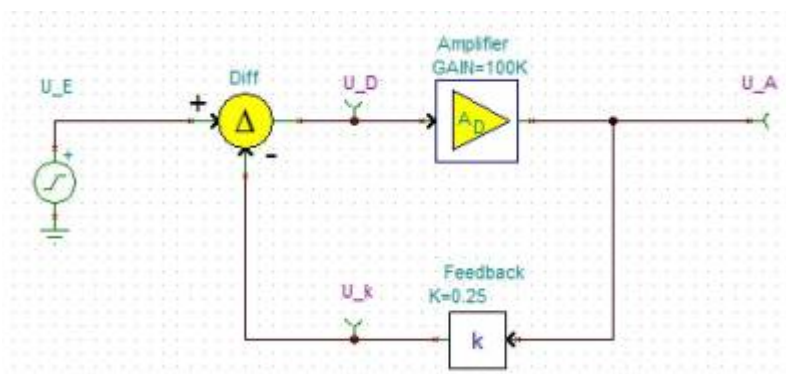 Amplifier
GAIN=100K
U_E
Diff
U_D
U_A
+
Δ
A_D
+
-
Feedback
K=0.25
U_k
k